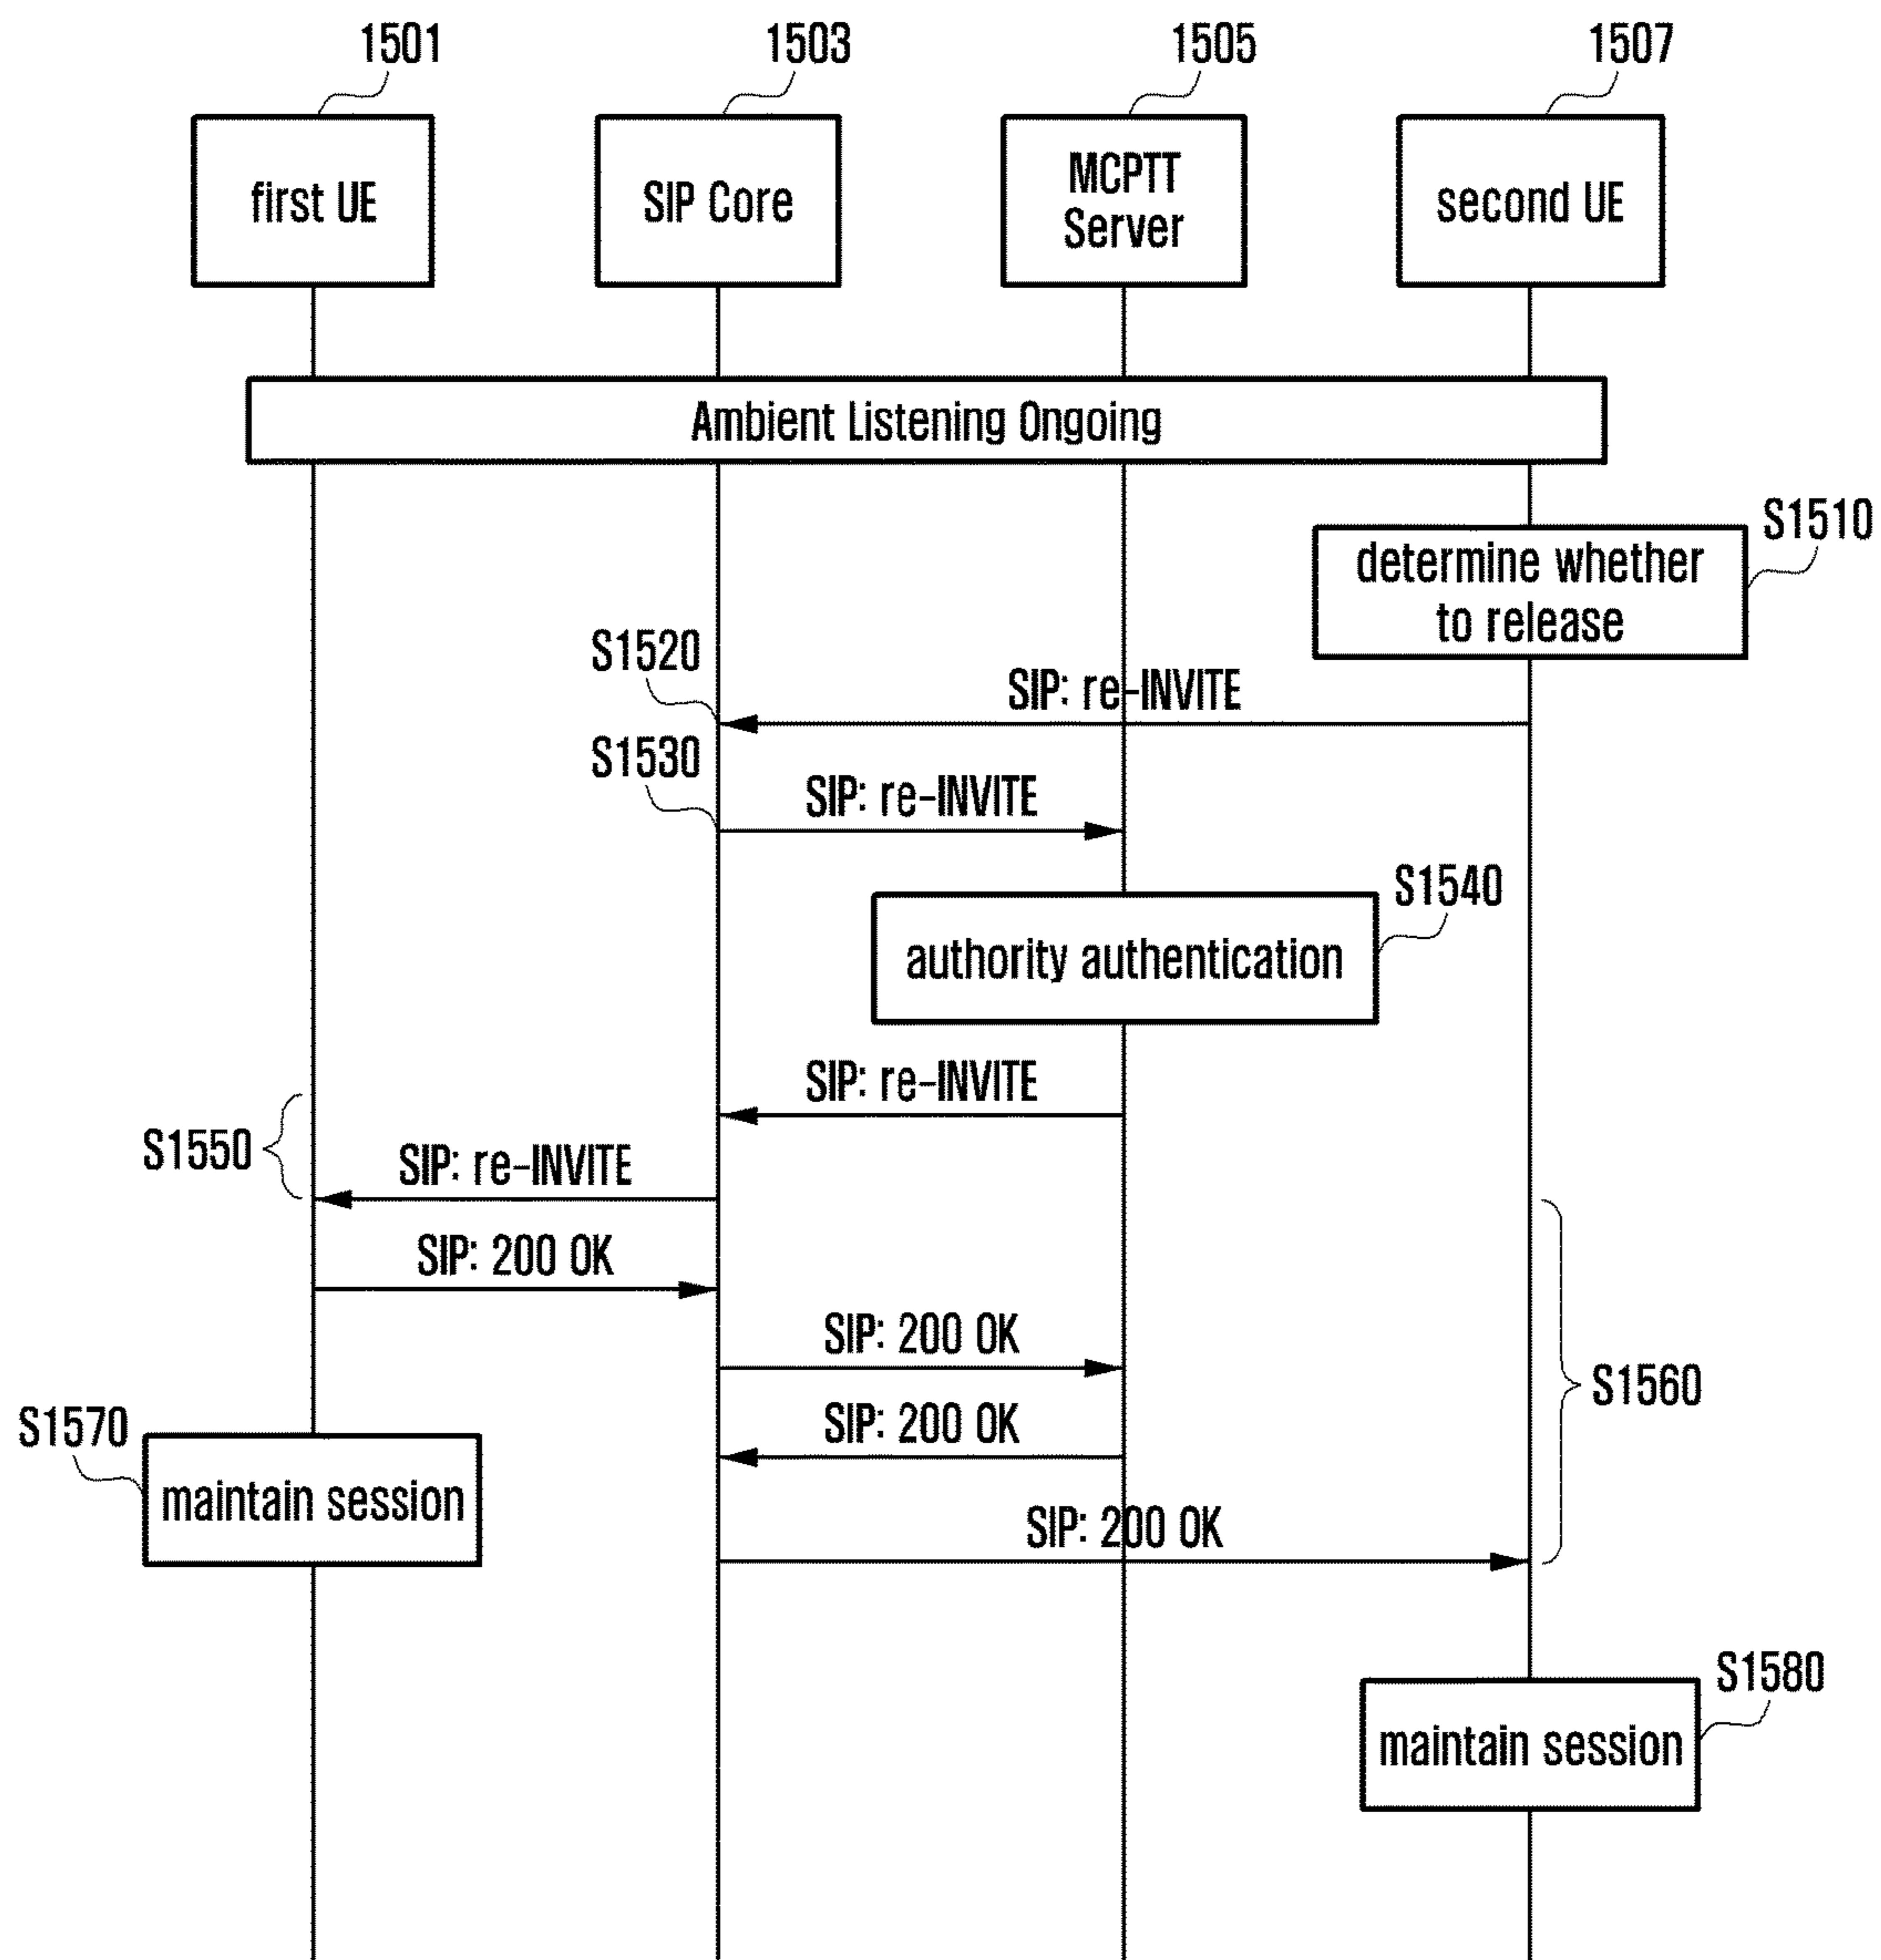 1501
1503
1505
1507
first UE
SIP Core
MCPTT
Server
second UE
Ambient Listening Ongoing
S1510
determine whether
to release
S1520
SIP: re-INVITE
S1530
SIP: re-INVITE
S1540
authority authentication
SIP: re-INVITE
S1550
SIP: re-INVITE
SIP: 200 OK
SIP: 200 OK
S1560
SIP: 200 OK
S1570
maintain session
SIP: 200 OK
S1580
maintain session